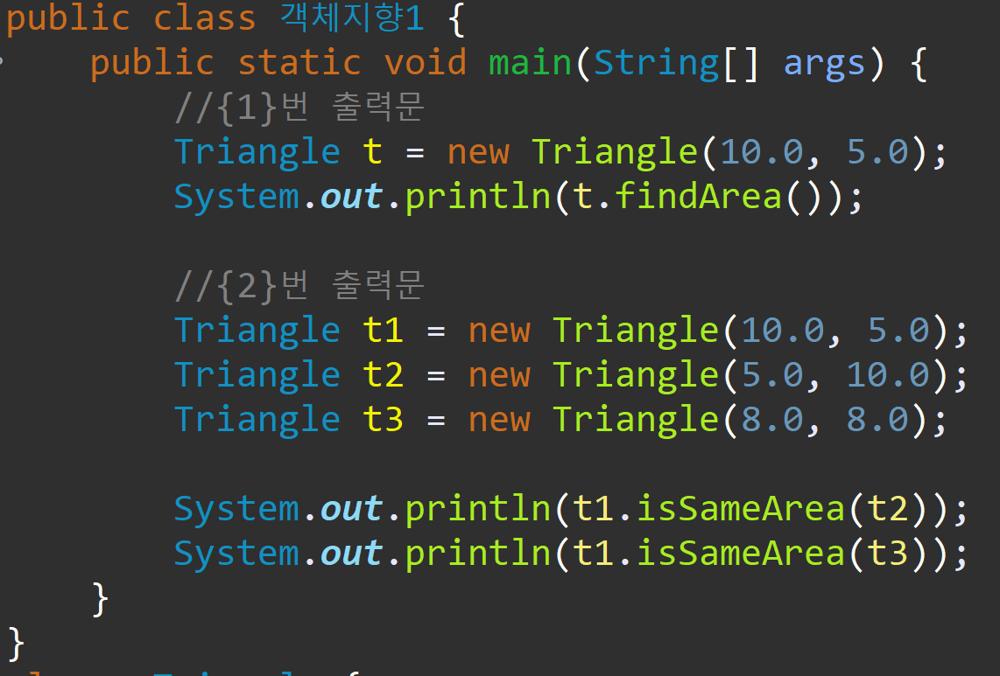 public class 객체지향1 {
public static void main(String[] args) {
//{1}번 출력문
Triangle t = new Triangle(10.0, 5.0);
System.out.println(t.findArea());
//{2}번 출력문
Triangle t1 = new Triangle(10.0, 5.0);
Triangle t2 = new Triangle(5.0, 10.0);
Triangle t3 = new Triangle(8.0, 8.0);
System.out.println(t1.isSameArea(t2));
System.out.println(t1.isSameArea(t3));
}
}